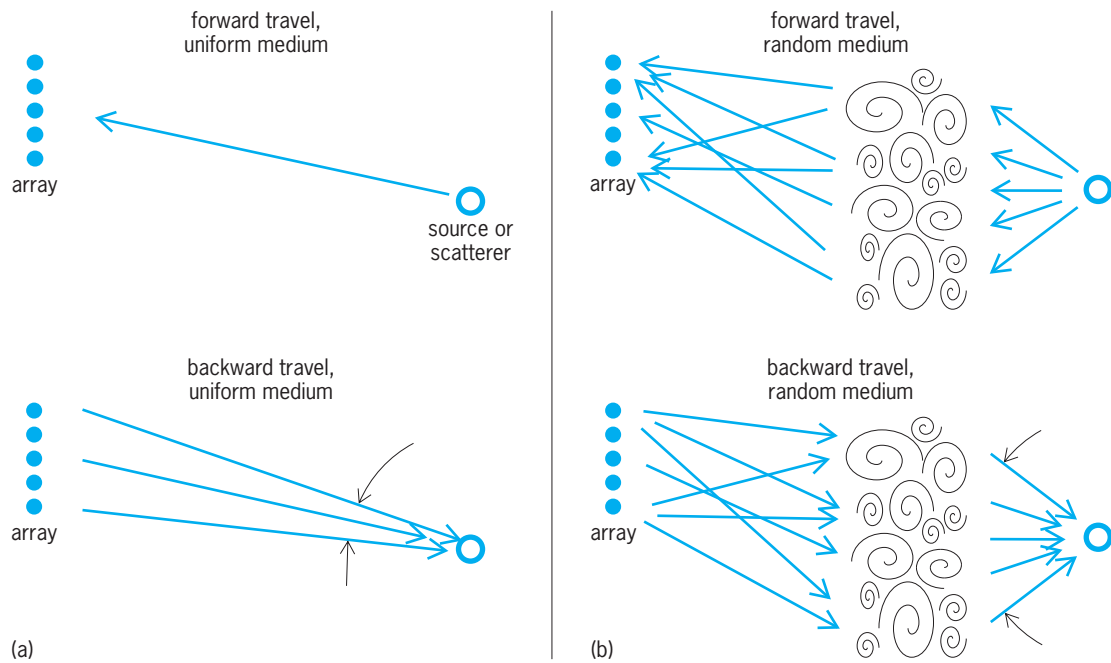 forward travel,
uniform medium
array
source or
scatterer
backward travel,
uniform medium
array
(a)
forward travel,
random medium
array
backward travel,
random medium
array
(b)